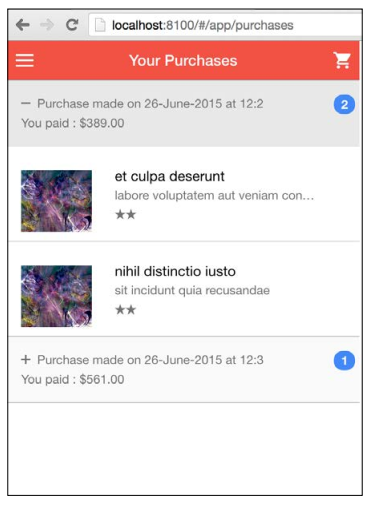 localhost:8100/#/app/purchases
Your Purchases
− Purchase made on 26-June-2015 at 12:2 2
You paid : $389.00
et culpa deserunt
labore voluptatem aut veniam con...
★★
nihil distinctio iusto
sit incidunt quia recusandae
★★
+ Purchase made on 26-June-2015 at 12:3 1
You paid : $561.00